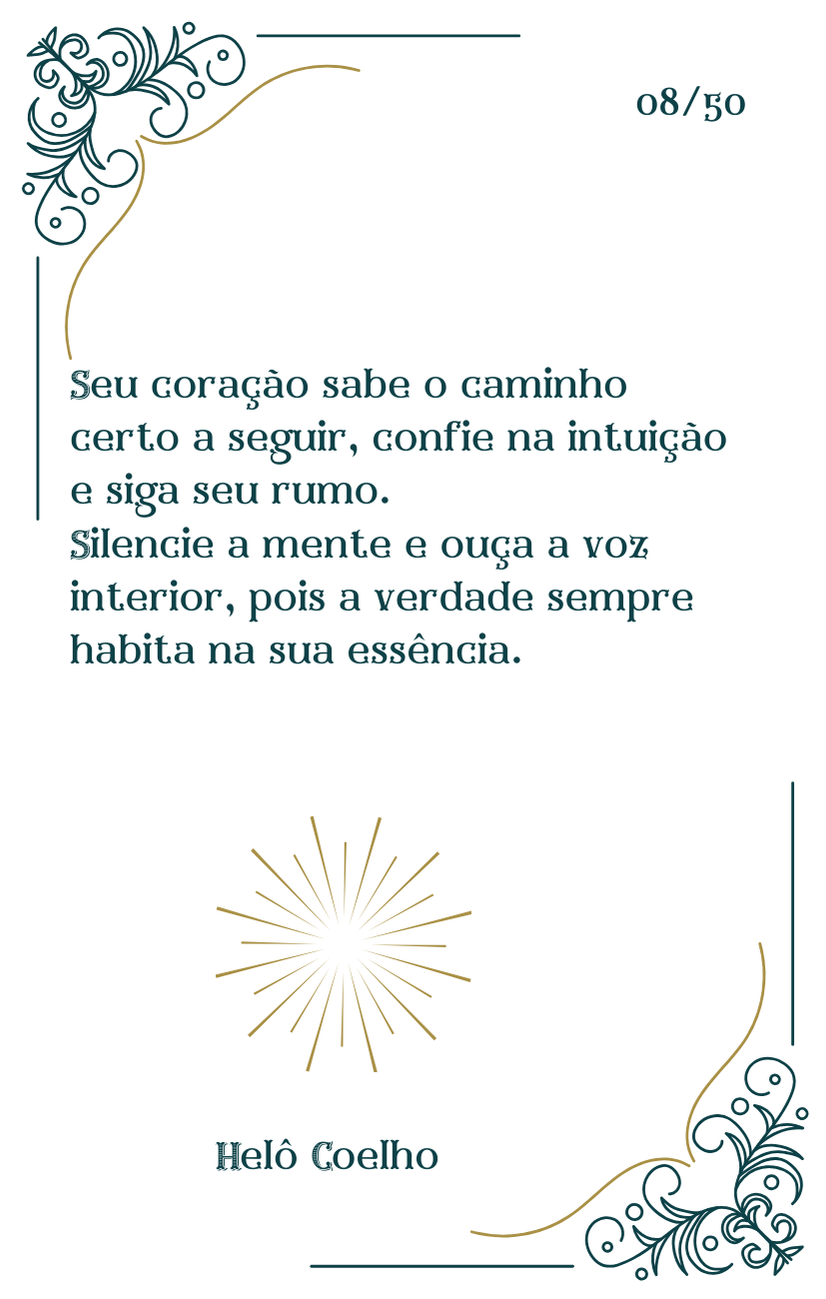 08/50
Seu coração sabe o caminho
certo a seguir, confie na intuição
e siga seu rumo.
Silencie a mente e ouça a voz
interior, pois a verdade sempre
habita na sua essência.
Helô Coelho